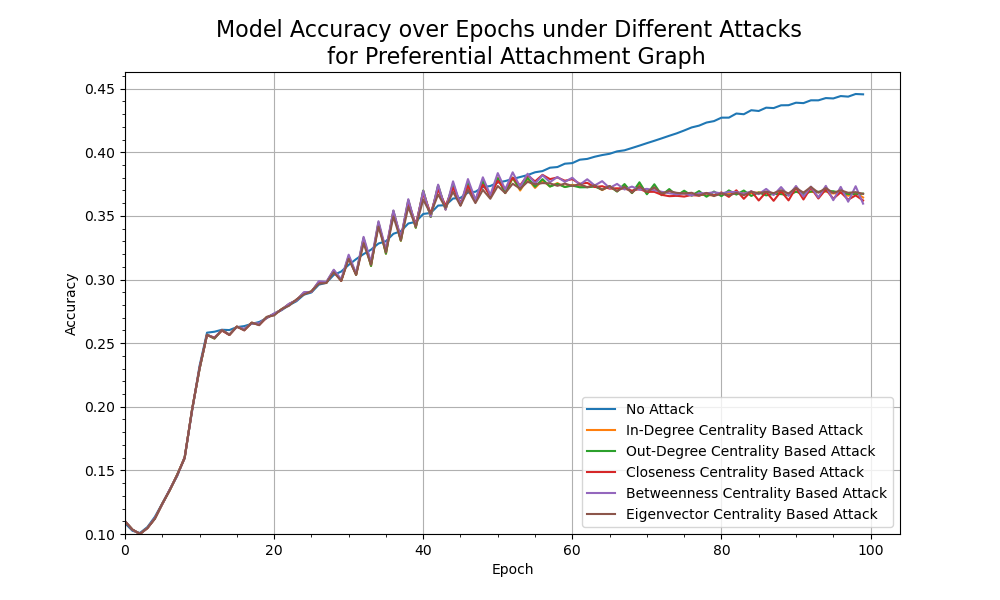 Model Accuracy over Epochs under Different Attacks
for Preferential Attachment Graph
0.45
0.40
0.35
0.30
0.25
0.20
0.15
0.10
Accuracy
No Attack
In-Degree Centrality Based Attack
Out-Degree Centrality Based Attack
Closeness Centrality Based Attack
Betweenness Centrality Based Attack
Eigenvector Centrality Based Attack
0 20 40 60 80 100
Epoch